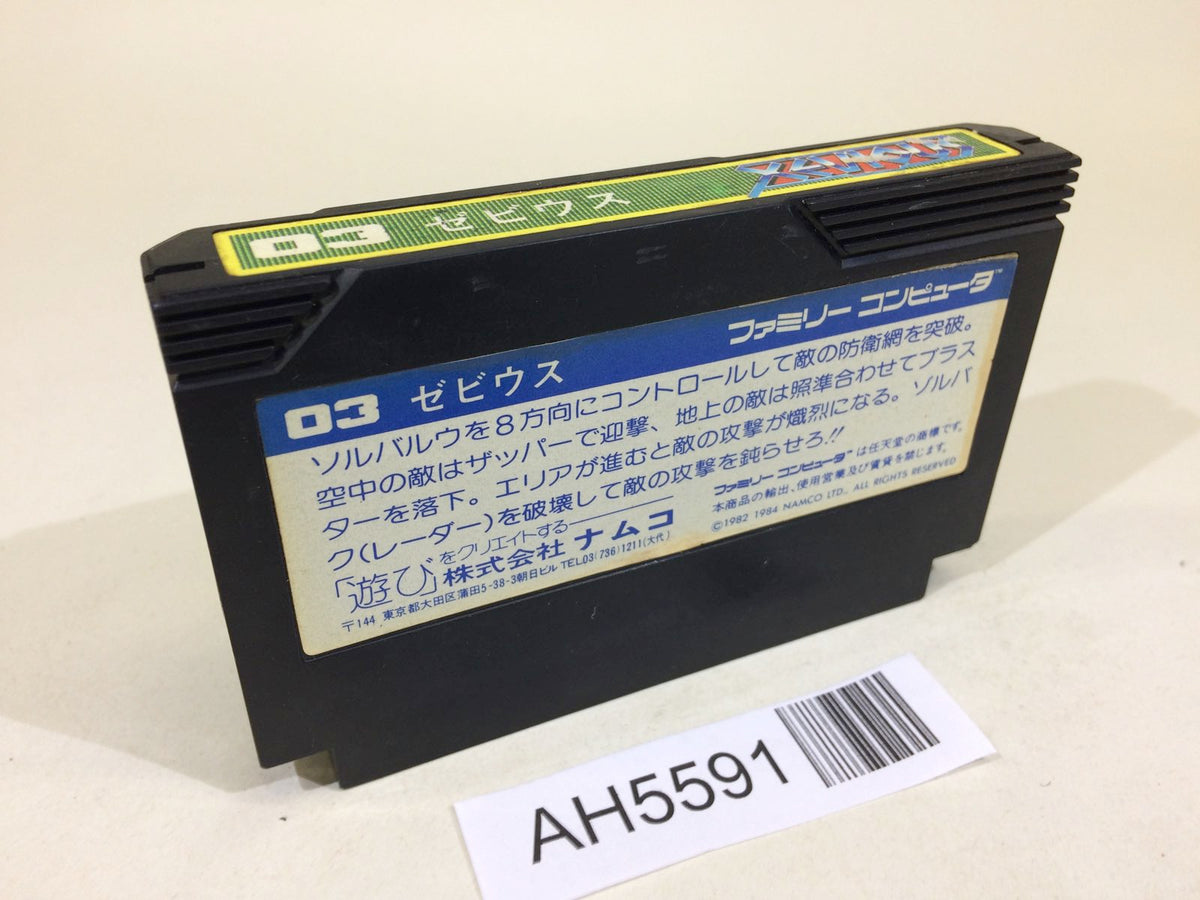 03 ゼビウス XEVIOUS
03 ゼビウス ファミリー コンピュータ™
ソルバルウを8方向にコントロールして敵の防衛網を突破。
空中の敵はザッパーで迎撃、地上の敵は照準合わせてブラス
ターを落下。エリアが進むと敵の攻撃が熾烈になる。ソルバ
ク(レーダー)を破壊して敵の攻撃を鈍らせろ!!
「遊び」をクリエイトする
株式会社 ナムコ
〒144 東京都大田区蒲田5-38-3朝日ビル TEL.03(736)1211(大代)
ファミリー コンピュータ™は任天堂の商標です。
本商品の輸出、使用営業及び賃貸を禁じます。
©1982 1984 NAMCO LTD., ALL RIGHTS RESERVED
AH5591